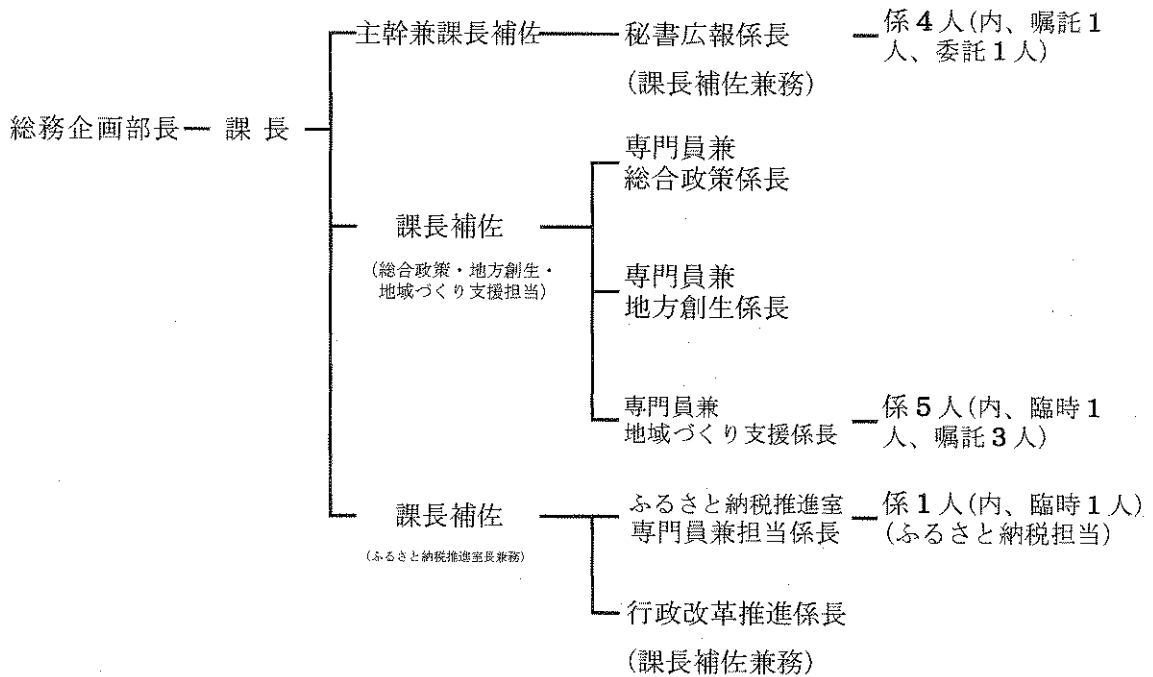 主幹兼課長補佐
秘書広報係長
(課長補佐兼務)
係4人(内、嘱託1
人、委託1人)
総務企画部長
課長
専門員兼
総合政策係長
課長補佐
(総合政策・地方創生・
地域づくり支援担当)
専門員兼
地方創生係長
専門員兼
地域づくり支援係長
係5人(内、臨時1
人、嘱託3人)
課長補佐
(ふるさと納税推進室長兼務)
ふるさと納税推進室
専門員兼担当係長
係1人(内、臨時1人)
(ふるさと納税担当)
行政改革推進係長
(課長補佐兼務)